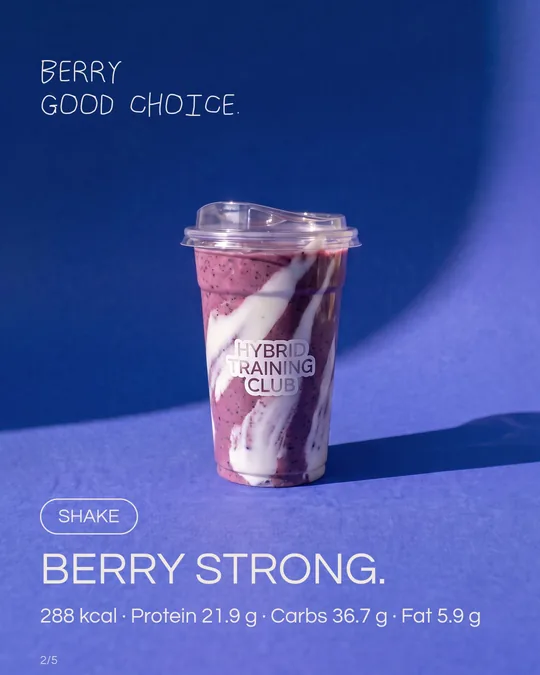 BERRY
GOOD CHOICE.
HYBRID
TRAINING
CLUB
SHAKE
BERRY STRONG.
288 kcal · Protein 21.9 g · Carbs 36.7 g · Fat 5.9 g
2/5